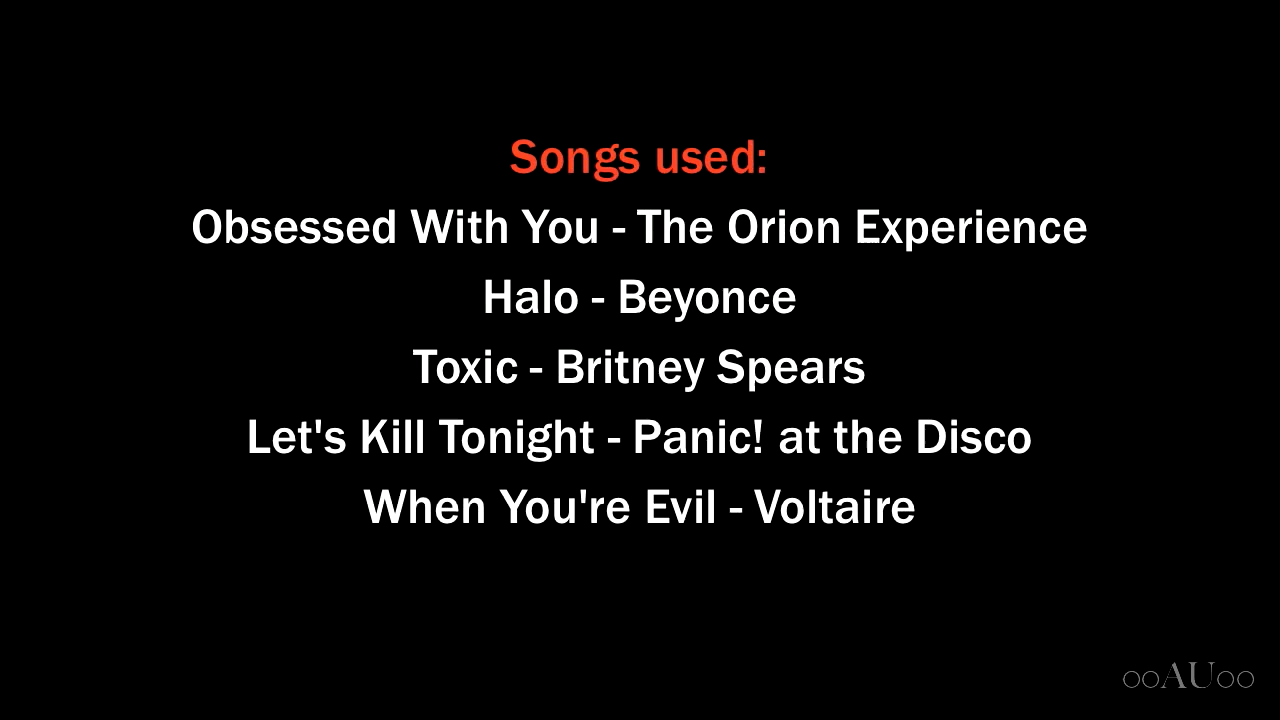 Songs used:
Obsessed With You - The Orion Experience
Halo - Beyonce
Toxic - Britney Spears
Let's Kill Tonight - Panic! at the Disco
When You're Evil - Voltaire
ooAUoo